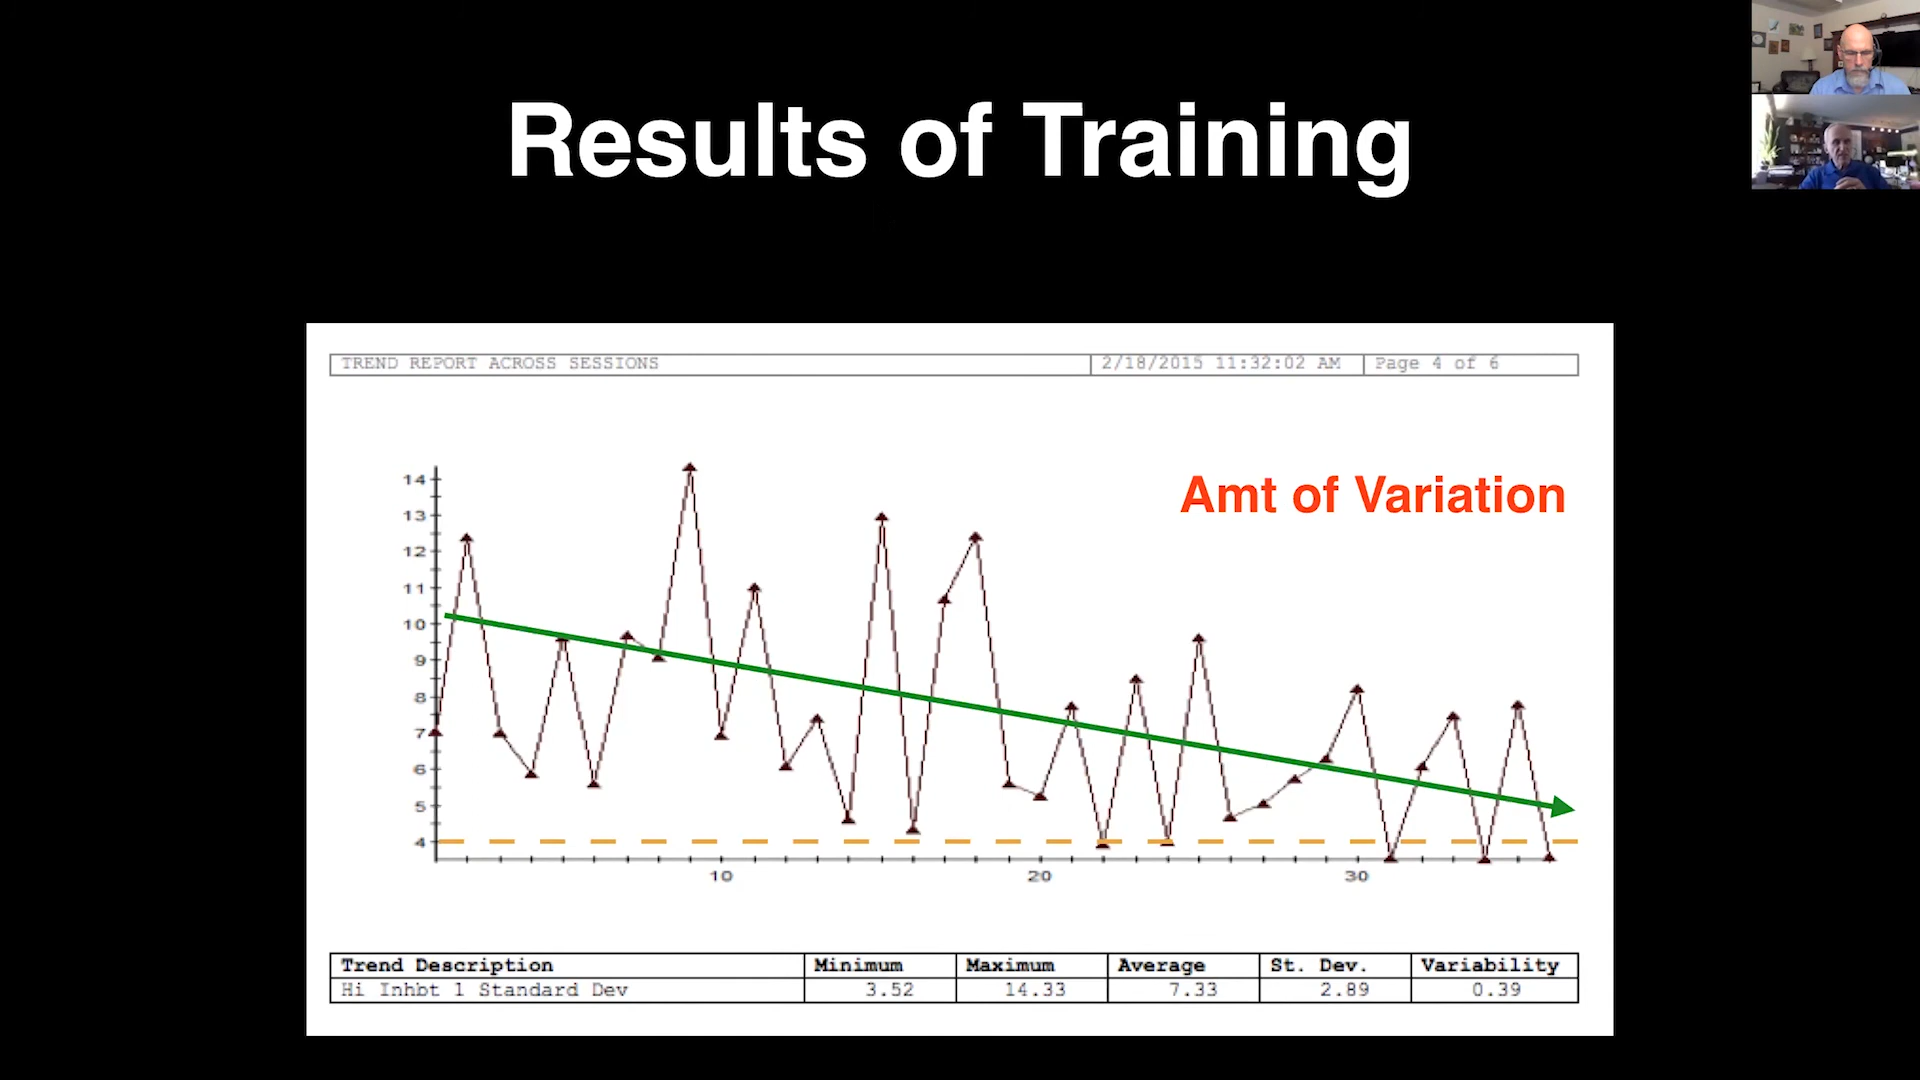 Results of Training
TREND REPORT ACROSS SESSIONS 2/18/2015 11:32:02 AM Page 4 of 6
Amt of Variation
14
13
12
11
10
9
8
7
6
5
4
10 20 30
Trend Description Minimum Maximum Average St. Dev. Variability
Hi Inhbt 1 Standard Dev 3.52 14.33 7.33 2.89 0.39